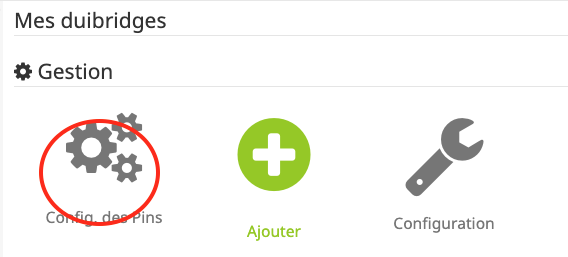 Mes duibridges
Gestion
Config. des Pins
Ajouter
Configuration